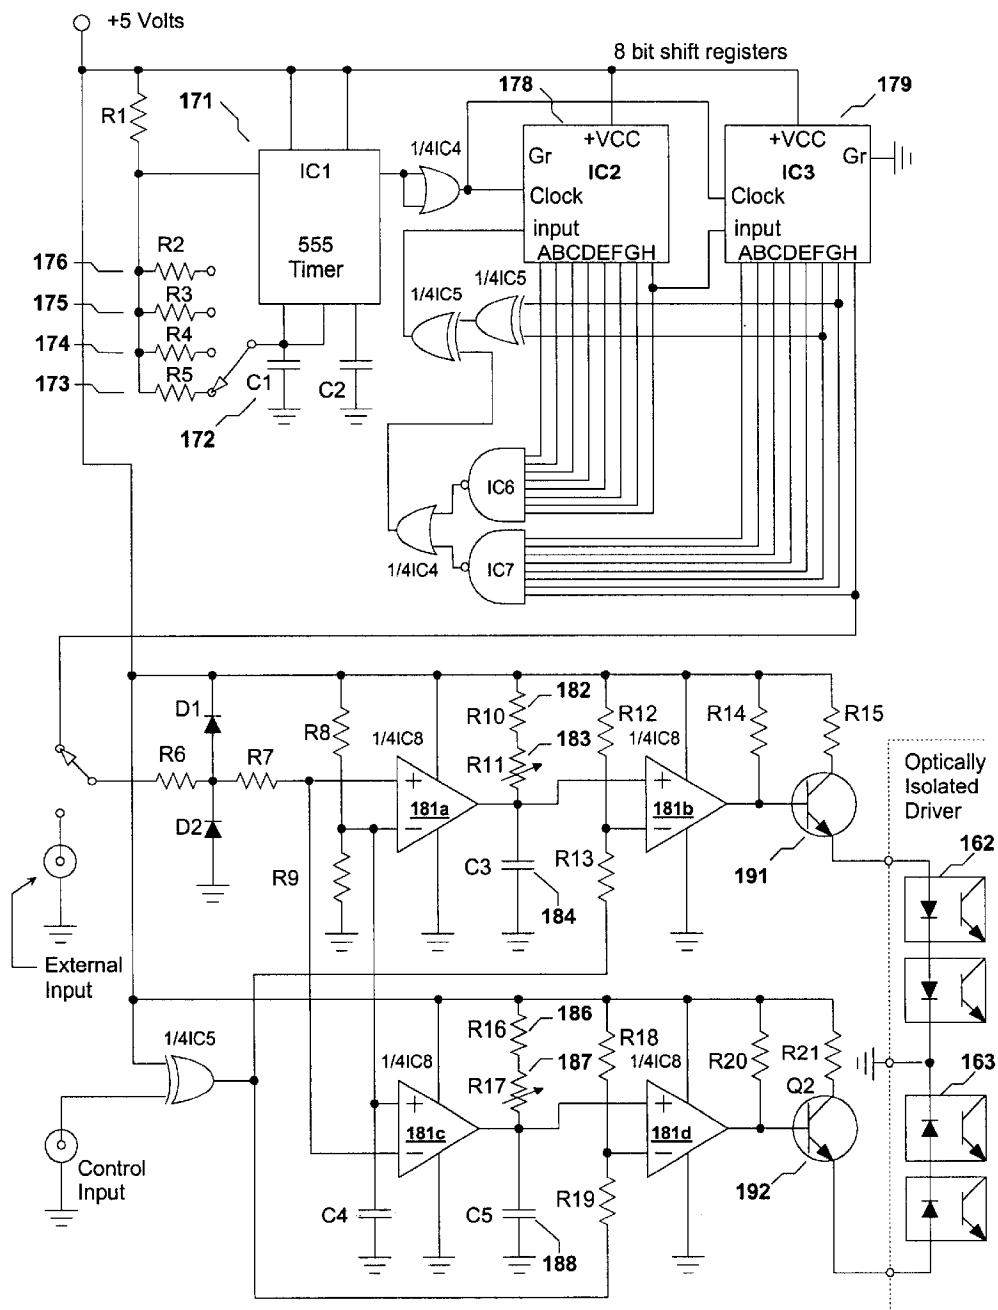 +5 Volts
8 bit shift registers
R1
171
178
179
1/4IC4
IC1
555
Timer
+VCC
Gr
IC2
Clock
input
ABCDEFGH
+VCC
Gr
IC3
Clock
input
ABCDEFGH
176
R2
175
R3
174
R4
173
R5
C1
C2
172
1/4IC5
1/4IC5
IC6
IC7
1/4IC4
D1
R6
R7
D2
R8
R9
1/4IC8
+
181a
−
R10
182
R11
183
C3
184
R12
R13
1/4IC8
+
181b
−
R14
R15
191
Optically
Isolated
Driver
162
External
Input
1/4IC5
Control
Input
1/4IC8
+
181c
−
C4
R16
186
R17
187
C5
188
R18
R19
1/4IC8
+
181d
−
R20
R21
Q2
192
163